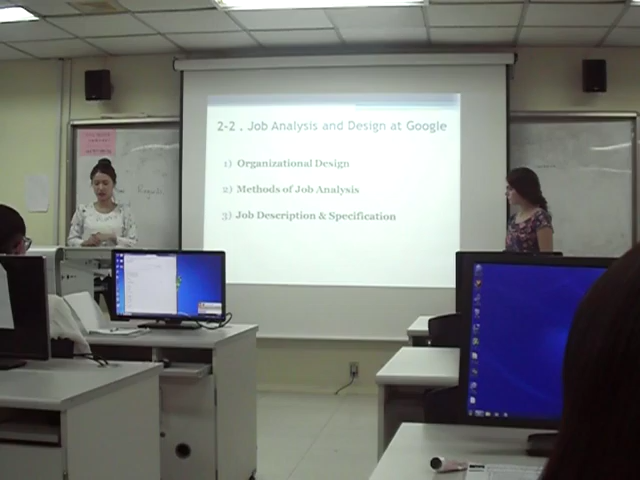 2-2 . Job Analysis and Design at Google
1) Organizational Design
2) Methods of Job Analysis
3) Job Description & Specification